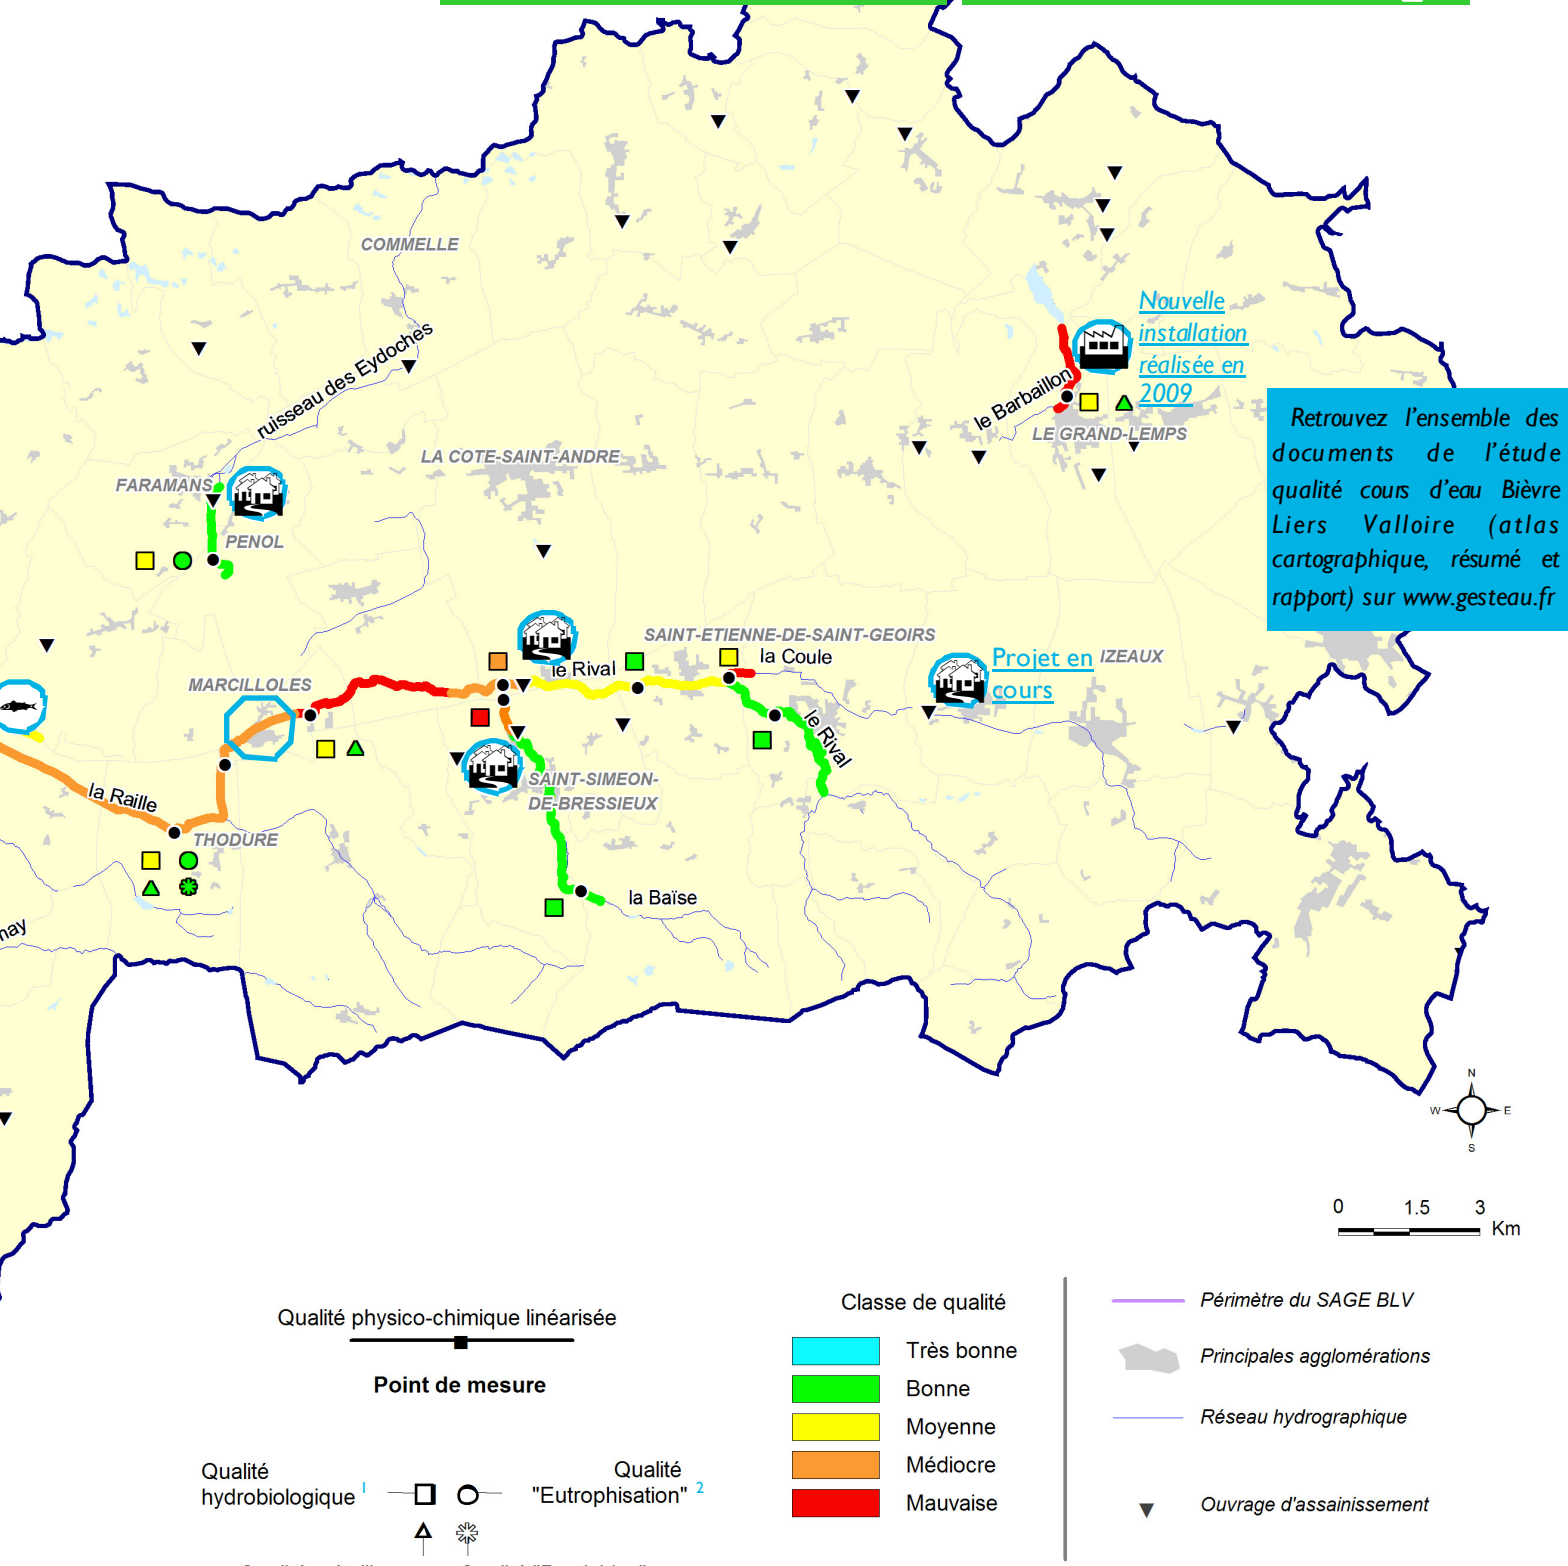 COMMELLE
ruisseau des Eydoches
Nouvelle
installation
réalisée en
2009
le Barbaillon
LE GRAND-LEMPS
Retrouvez l'ensemble des
documents de l'étude
qualité cours d'eau Bièvre
Liers Valloire (atlas
cartographique, résumé et
rapport) sur www.gesteau.fr
LA COTE-SAINT-ANDRE
FARAMANS
PENOL
SAINT-ETIENNE-DE-SAINT-GEOIRS
la Coule
le Rival
Projet en
cours
IZEAUX
MARCILLOLES
le Rival
la Raille
SAINT-SIMEON-
DE-BRESSIEUX
THODURE
la Baïse
nay
N
W
E
S
0 1.5 3
Km
Qualité physico-chimique linéarisée
Point de mesure
Qualité
hydrobiologique 1
Qualité
"Eutrophisation" 2
Classe de qualité
Très bonne
Bonne
Moyenne
Médiocre
Mauvaise
Périmètre du SAGE BLV
Principales agglomérations
Réseau hydrographique
Ouvrage d'assainissement